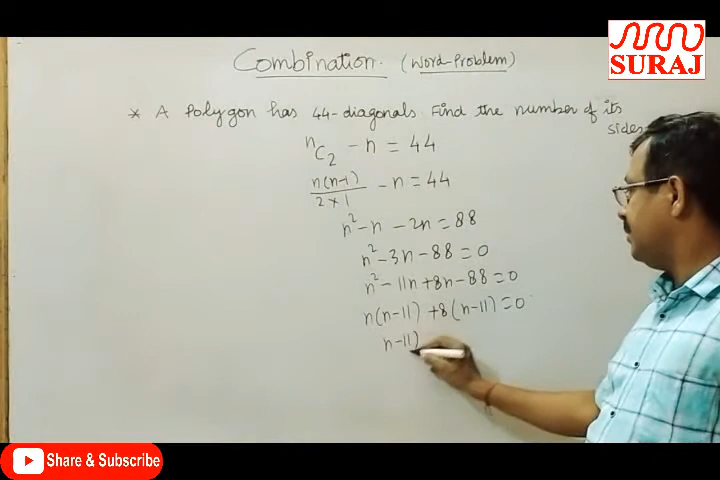 SURAJ
Combination. (Word-Problem)
* A Polygon has 44-diagonals. Find the number of its
sides
ⁿC₂ - n = 44
n(n-1)/2×1 - n = 44
n² - n - 2n = 88
n² - 3n - 88 = 0
n² - 11n + 8n - 88 = 0
n(n-11) + 8(n-11) = 0
n-11)
Share & Subscribe